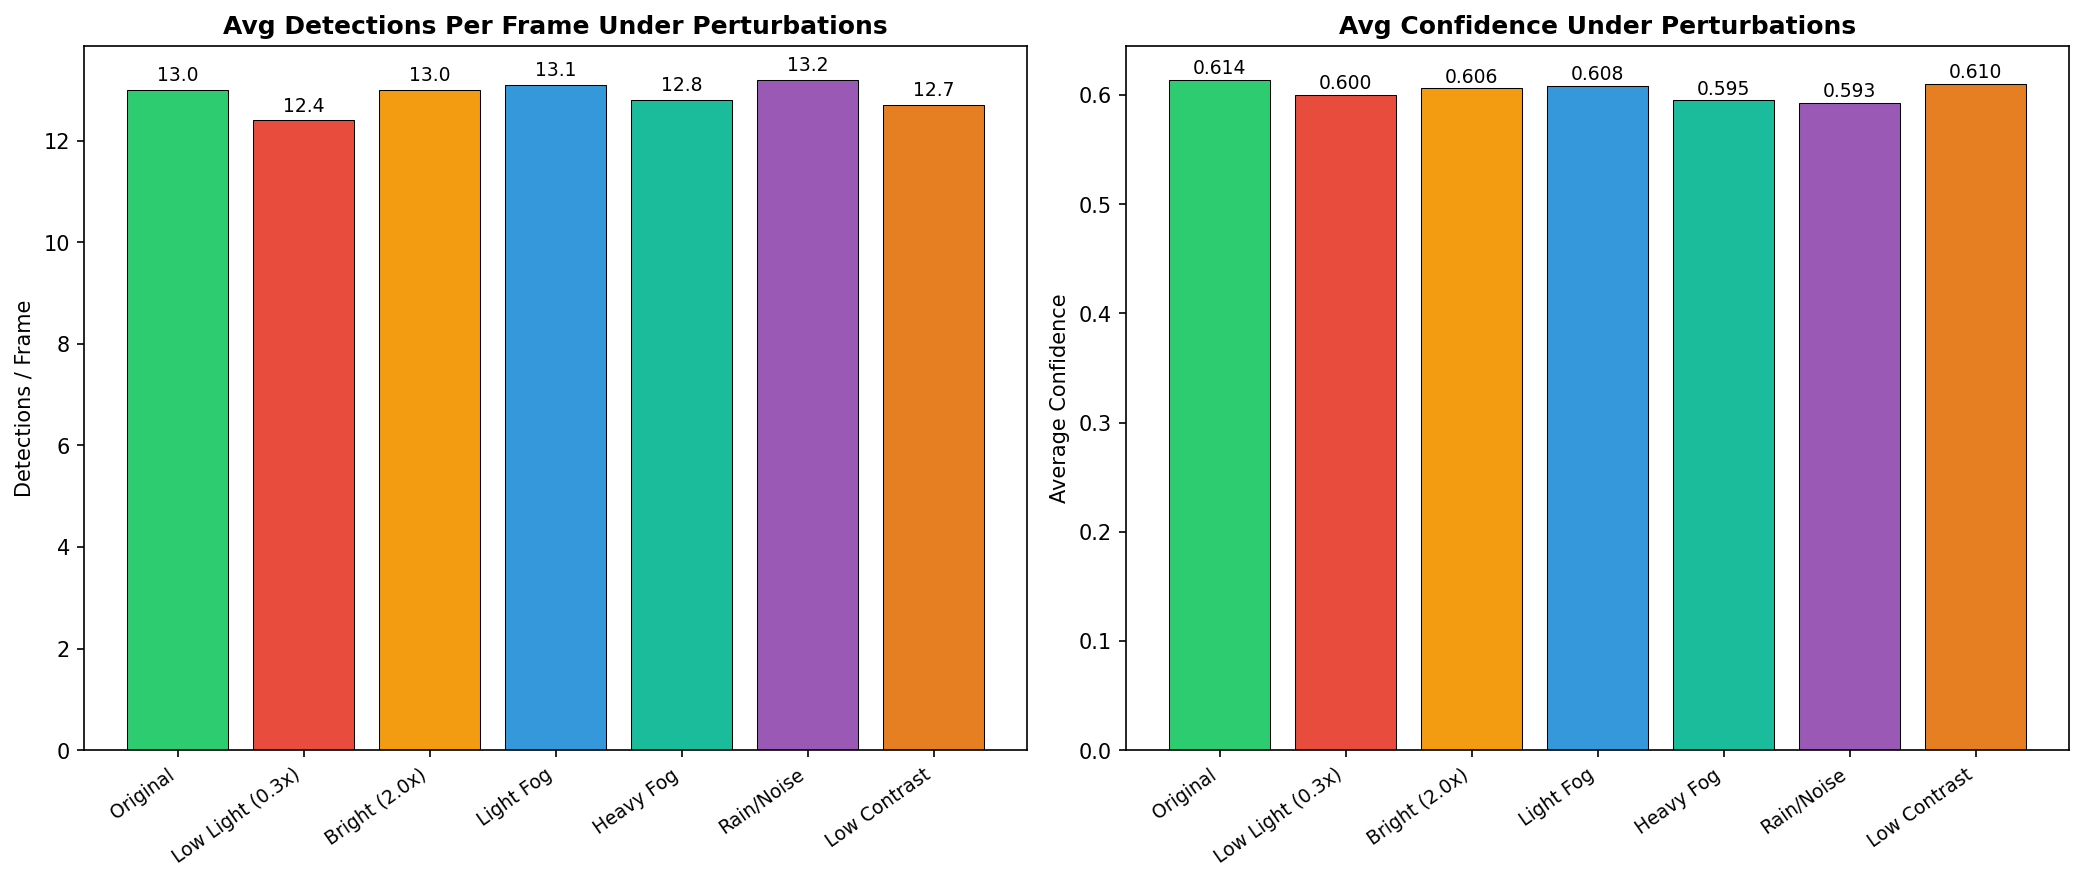 Avg Detections Per Frame Under Perturbations
13.0
12.4
13.0
13.1
12.8
13.2
12.7
Detections / Frame
12
10
8
6
4
2
0
Original
Low Light (0.3x)
Bright (2.0x)
Light Fog
Heavy Fog
Rain/Noise
Low Contrast
Avg Confidence Under Perturbations
0.614
0.600
0.606
0.608
0.595
0.593
0.610
Average Confidence
0.6
0.5
0.4
0.3
0.2
0.1
0.0
Original
Low Light (0.3x)
Bright (2.0x)
Light Fog
Heavy Fog
Rain/Noise
Low Contrast